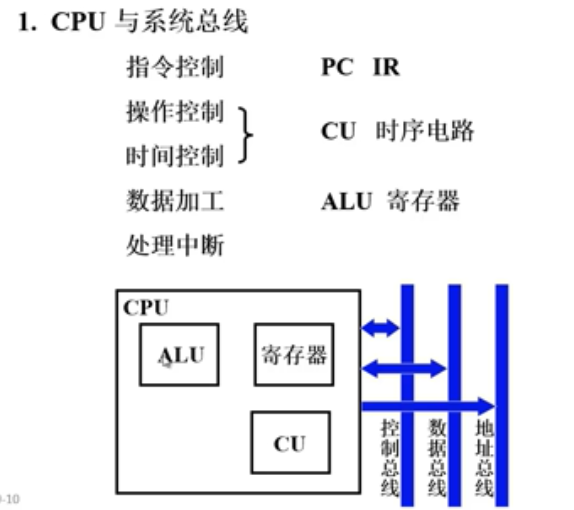 1. CPU 与系统总线
指令控制 PC IR
操作控制
时间控制
CU 时序电路
数据加工 ALU 寄存器
处理中断
CPU
ALU 寄存器
CU
控制总线
数据总线
地址总线
-10